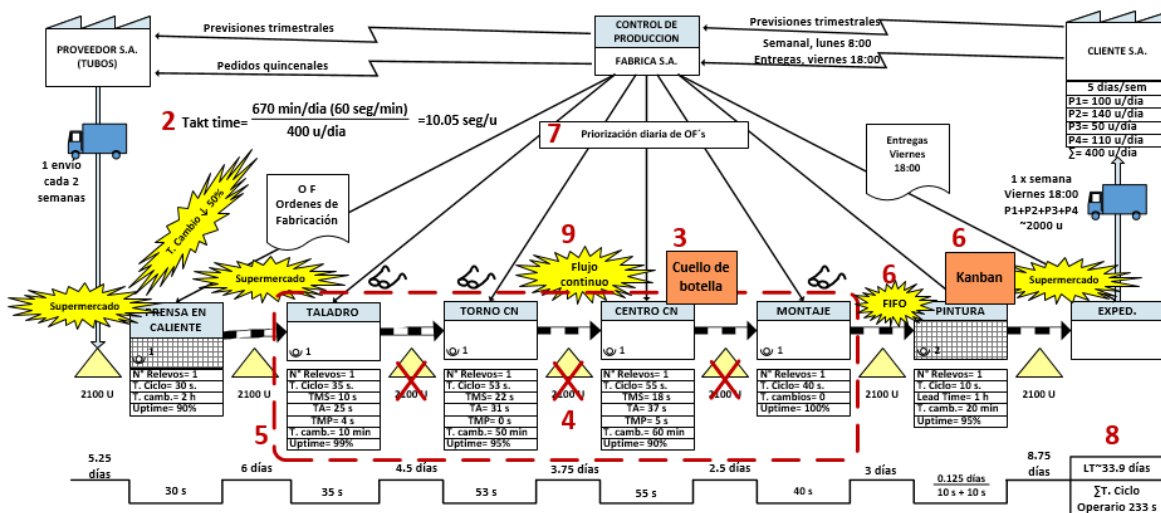 PROVEEDOR S.A.
(TUBOS)
Previsiones trimestrales
Pedidos quincenales
CONTROL DE
PRODUCCION
FABRICA S.A.
Previsiones trimestrales
Semanal, lunes 8:00
Entregas, viernes 18:00
CLIENTE S.A.
5 dias/sem
P1= 100 u/dia
P2= 140 u/dia
P3= 50 u/dia
P4= 110 u/dia
∑= 400 u/dia
2 Takt time= 670 min/dia (60 seg/min)
400 u/dia
=10.05 seg/u
7 Priorización diaria de OF´s
1 envio
cada 2
semanas
O F
Ordenes de
Fabricación
Entregas
Viernes
18:00
1 x semana
Viernes 18:00
P1+P2+P3+P4
~2000 u
T. Cambio ↓ 50%
Supermercado
Supermercado
9
Flujo
continuo
3
Cuello de
botella
6
FIFO
6
Kanban
Supermercado
PRENSA EN
CALIENTE
1
TALADRO
1
TORNO CN
1
CENTRO CN
1
MONTAJE
1
PINTURA
2
EXPED.
2100 U
2100 U
2100 U
2100 U
2100 U
2100 U
2100 U
N° Relevos= 1
T. Ciclo= 30 s.
T. camb.= 2 h
Uptime= 90%
N° Relevos= 1
T. Ciclo= 35 s.
TMS= 10 s
TA= 25 s
TMP= 4 s
T. camb.= 10 min
Uptime= 99%
N° Relevos= 1
T. Ciclo= 53 s.
TMS= 22 s
TA= 31 s
TMP= 0 s
T. camb.= 50 min
Uptime= 95%
N° Relevos= 1
T. Ciclo= 55 s.
TMS= 18 s
TA= 37 s
TMP= 5 s
T. camb.= 60 min
Uptime= 90%
N° Relevos= 1
T. Ciclo= 40 s.
T. cambios= 0
Uptime= 100%
N° Relevos= 1
T. Ciclo= 10 s.
Lead Time= 1 h
T. camb.= 20 min
Uptime= 95%
5
4
8
5.25
días
30 s
6 días
35 s
4.5 días
53 s
3.75 días
55 s
2.5 días
40 s
3 días
0.125 días
10 s + 10 s
8.75
días
LT~33.9 días
∑T. Ciclo
Operario 233 s